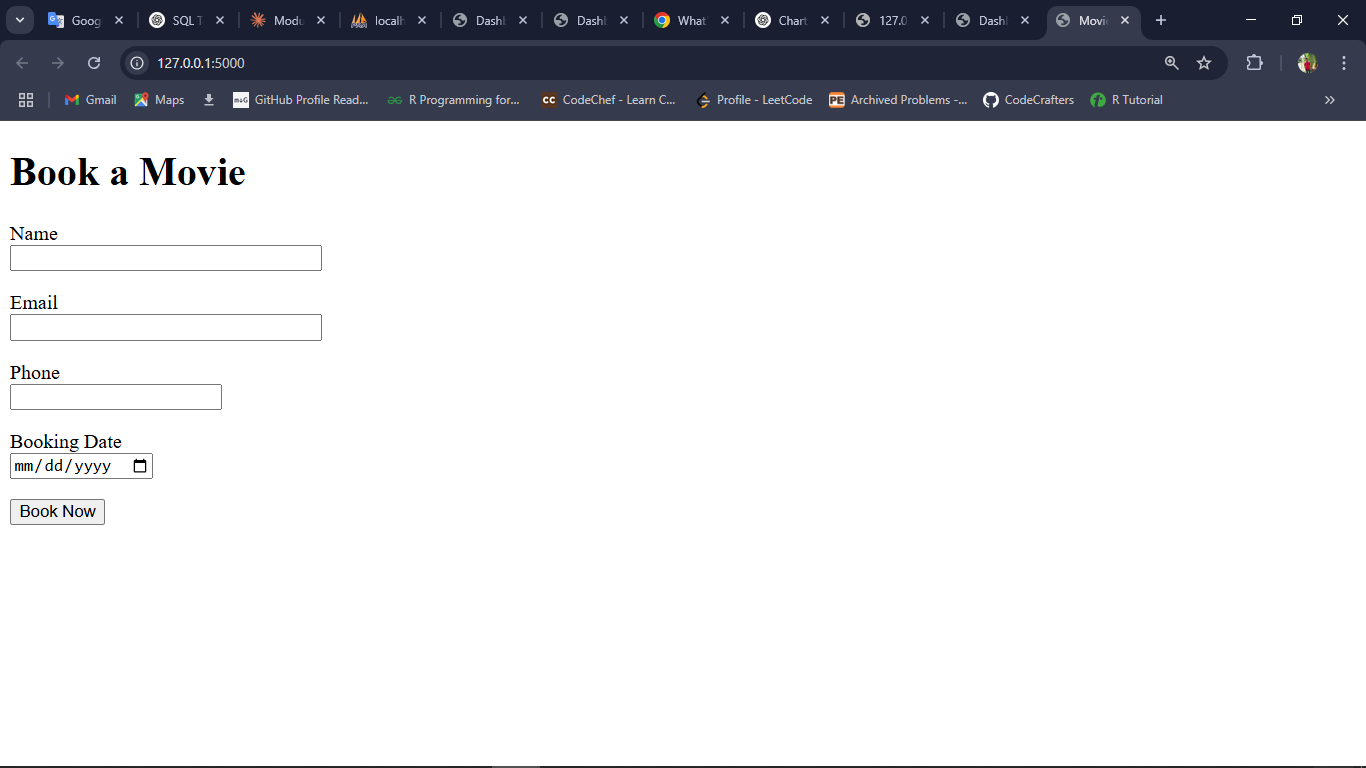 Goog
SQL T
Modu
localh
Dashb
Dashb
What'
Chart
127.0
Dashb
Movie
127.0.0.1:5000
Gmail
Maps
GitHub Profile Read...
R Programming for...
CodeChef - Learn C...
Profile - LeetCode
Archived Problems -...
CodeCrafters
R Tutorial
Book a Movie
Name
Email
Phone
Booking Date
mm/dd/yyyy
Book Now